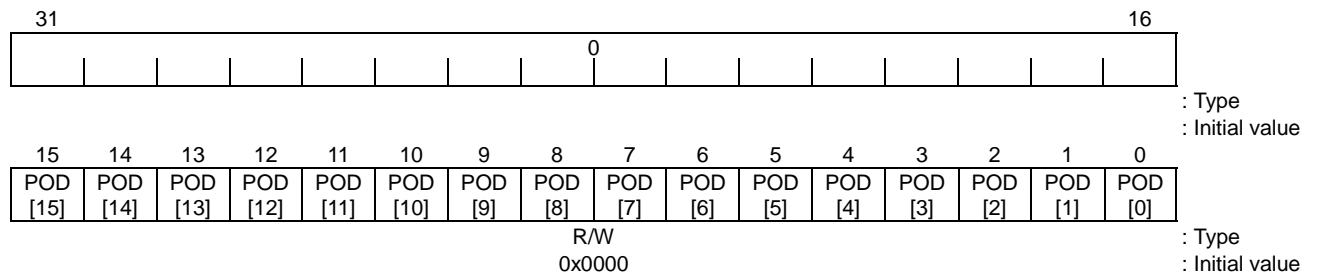 31 16
0
: Type
: Initial value
15 14 13 12 11 10 9 8 7 6 5 4 3 2 1 0
POD POD POD POD POD POD POD POD POD POD POD POD POD POD POD POD
[15] [14] [13] [12] [11] [10] [9] [8] [7] [6] [5] [4] [3] [2] [1] [0]
R/W : Type
0x0000 : Initial value